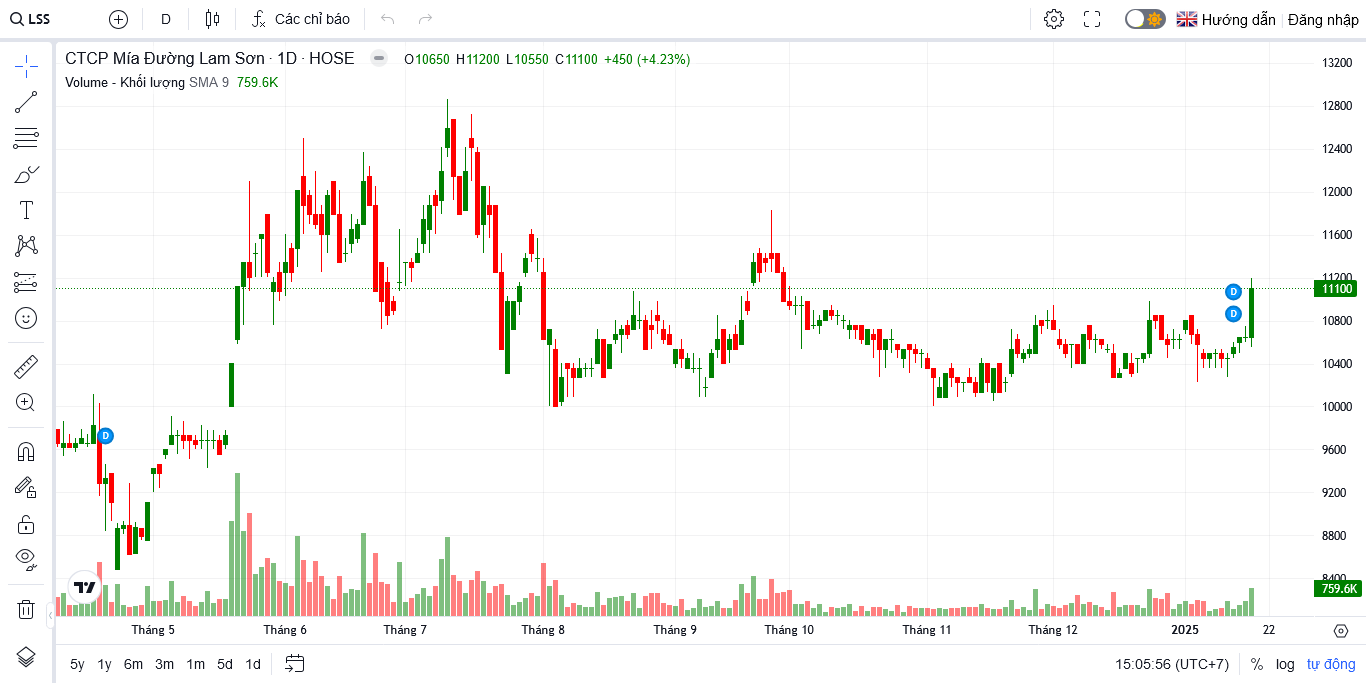 LSS D Các chỉ báo Hướng dẫn Đăng nhập
CTCP Mía Đường Lam Sơn · 1D · HOSE O10650 H11200 L10550 C11100 +450 (+4.23%)
Volume - Khối lượng SMA 9 759.6K
13200
12800
12400
12000
11600
11200
11100
D
D
10800
10400
10000
D
9600
9200
8800
8400
759.6K
Tháng 5 Tháng 6 Tháng 7 Tháng 8 Tháng 9 Tháng 10 Tháng 11 Tháng 12 2025 22
5y 1y 6m 3m 1m 5d 1d 15:05:56 (UTC+7) % log tự động